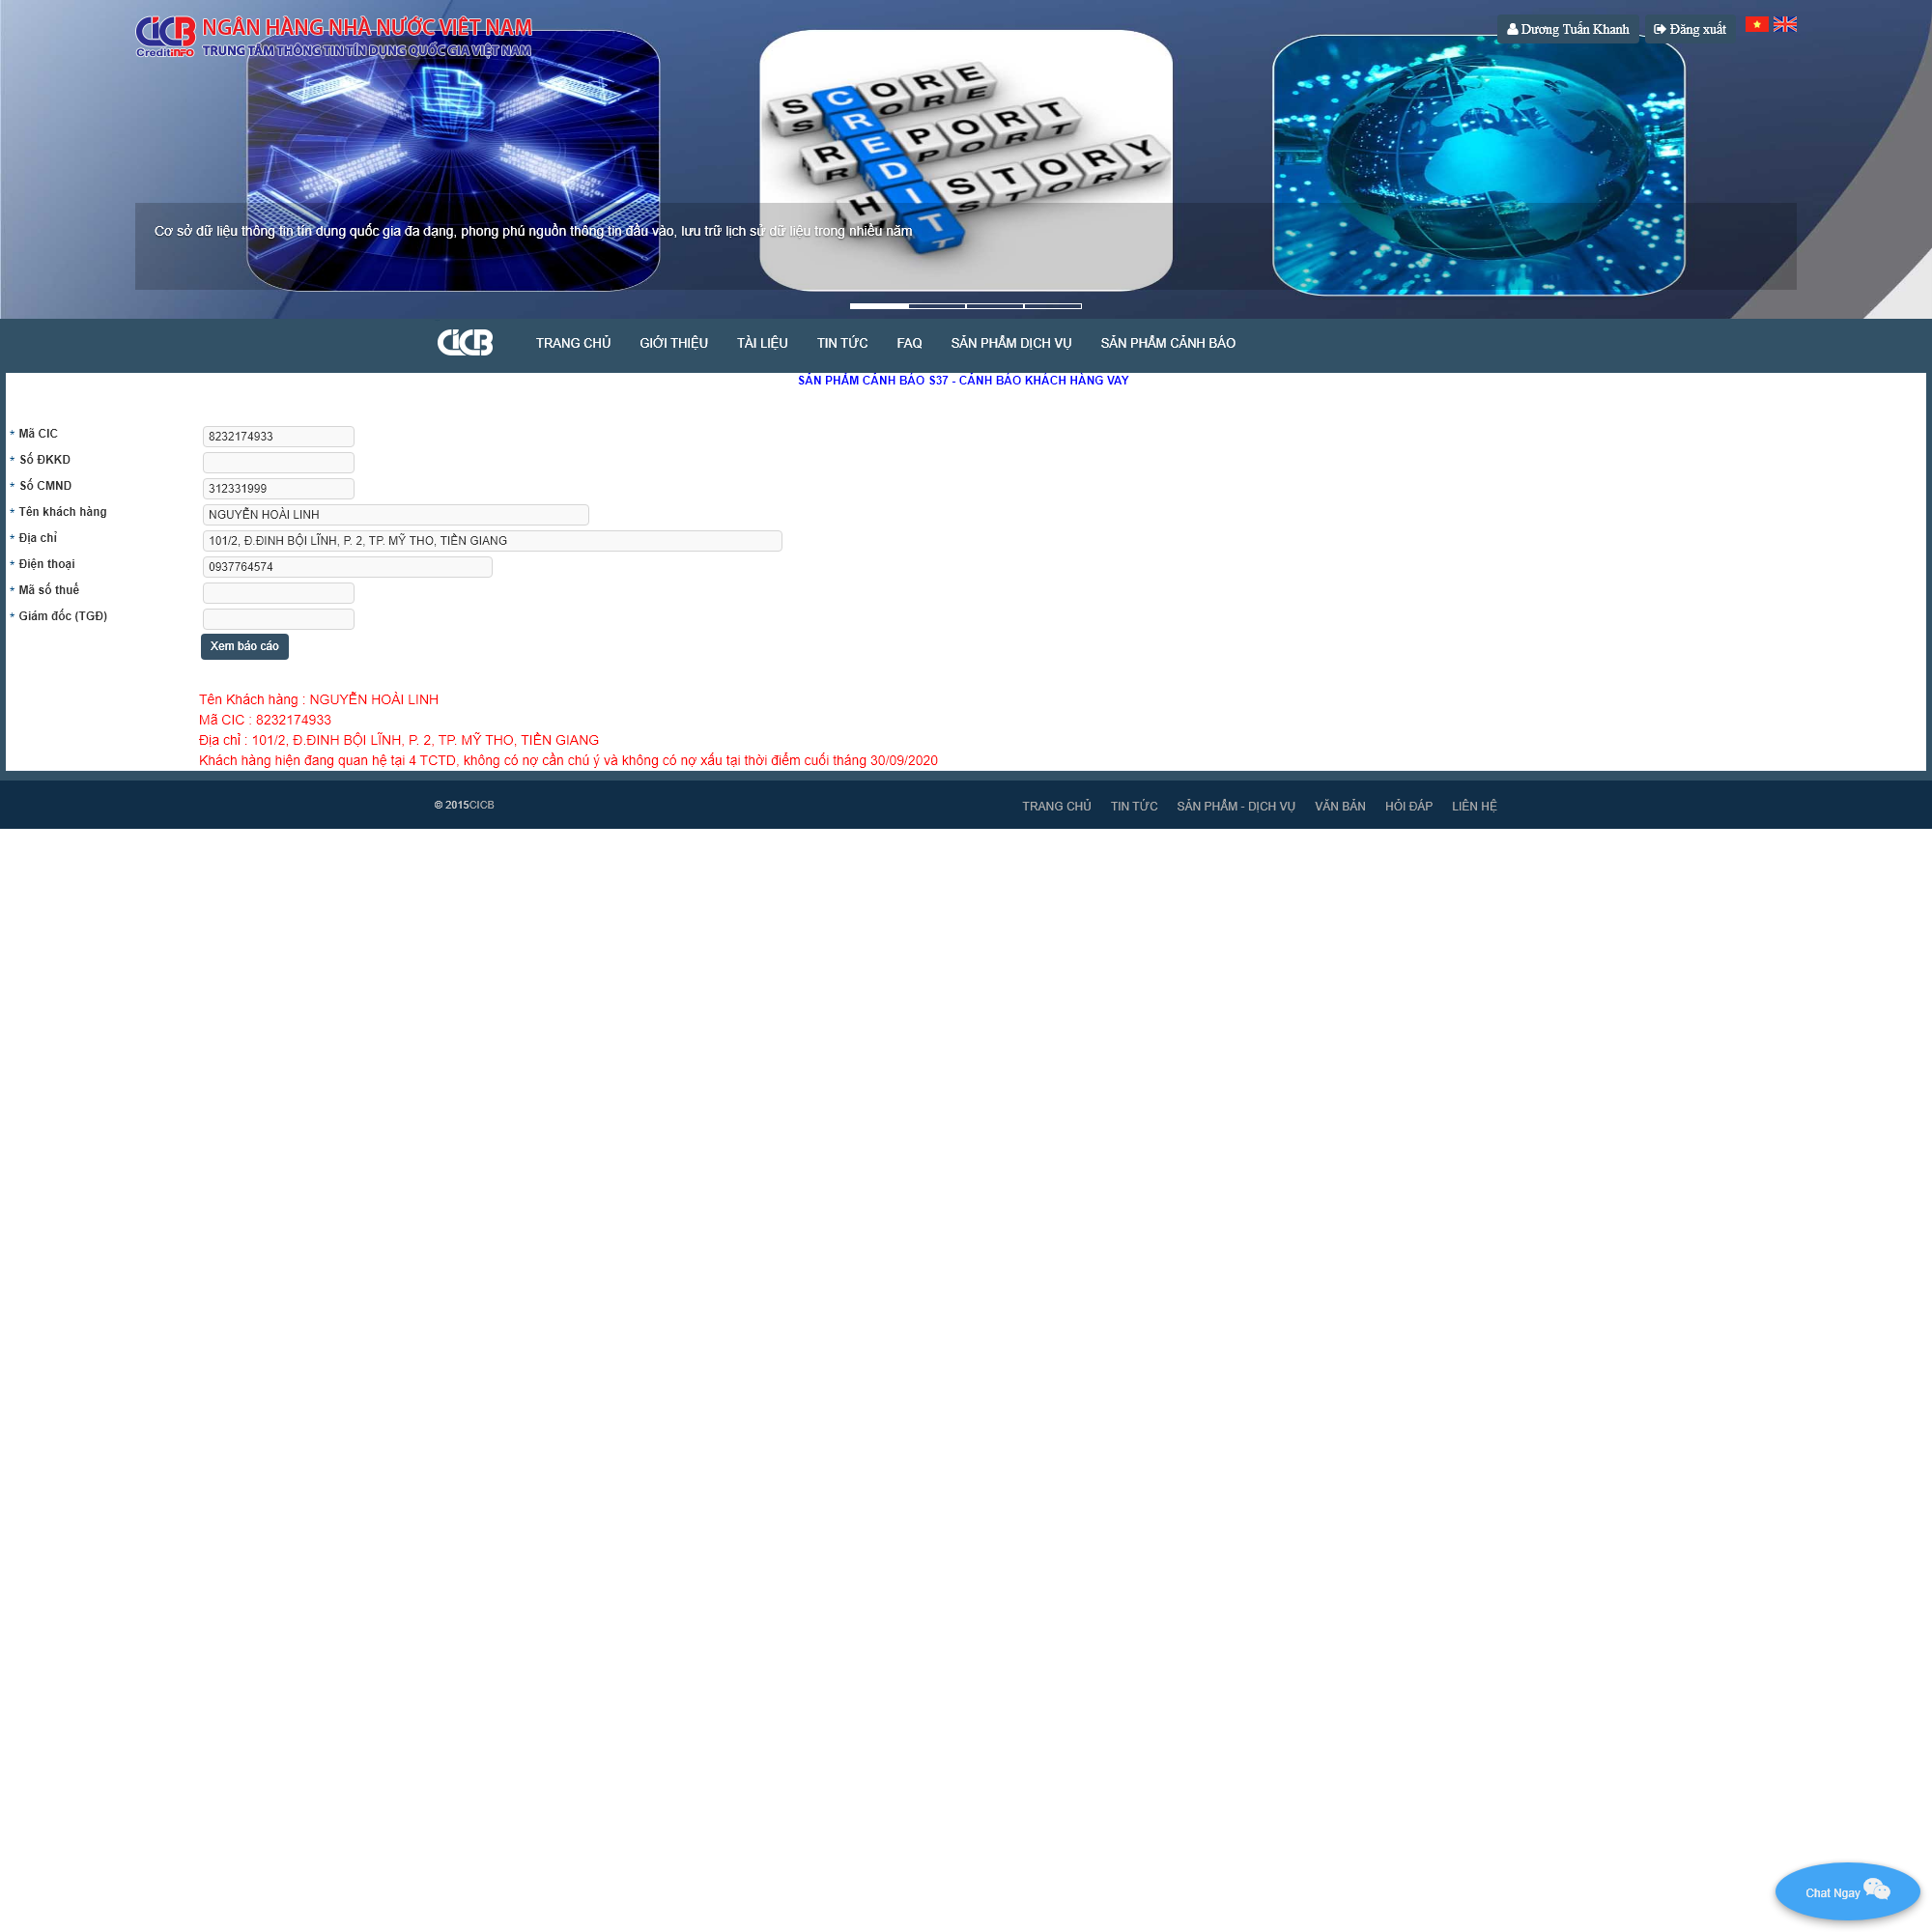 CICB NGÂN HÀNG NHÀ NƯỚC VIỆT NAM
CreditINFO TRUNG TÂM THÔNG TIN TÍN DỤNG QUỐC GIA VIỆT NAM
Dương Tuấn Khanh Đăng xuất
SCORE
REPORT
HISTORY
CREDIT
Cơ sở dữ liệu thông tin tín dụng quốc gia đa dạng, phong phú nguồn thông tin đầu vào, lưu trữ lịch sử dữ liệu trong nhiều năm
CICB TRANG CHỦ GIỚI THIỆU TÀI LIỆU TIN TỨC FAQ SẢN PHẨM DỊCH VỤ SẢN PHẨM CẢNH BÁO
SẢN PHẨM CẢNH BÁO S37 - CẢNH BÁO KHÁCH HÀNG VAY
* Mã CIC 8232174933
* Số ĐKKD
* Số CMND 312331999
* Tên khách hàng NGUYỄN HOÀI LINH
* Địa chỉ 101/2, Đ.ĐINH BỘI LĨNH, P. 2, TP. MỸ THO, TIỀN GIANG
* Điện thoại 0937764574
* Mã số thuế
* Giám đốc (TGĐ)
Xem báo cáo
Tên Khách hàng : NGUYỄN HOÀI LINH
Mã CIC : 8232174933
Địa chỉ : 101/2, Đ.ĐINH BỘI LĨNH, P. 2, TP. MỸ THO, TIỀN GIANG
Khách hàng hiện đang quan hệ tại 4 TCTD, không có nợ cần chú ý và không có nợ xấu tại thời điểm cuối tháng 30/09/2020
© 2015CICB TRANG CHỦ TIN TỨC SẢN PHẨM - DỊCH VỤ VĂN BẢN HỎI ĐÁP LIÊN HỆ
Chat Ngay